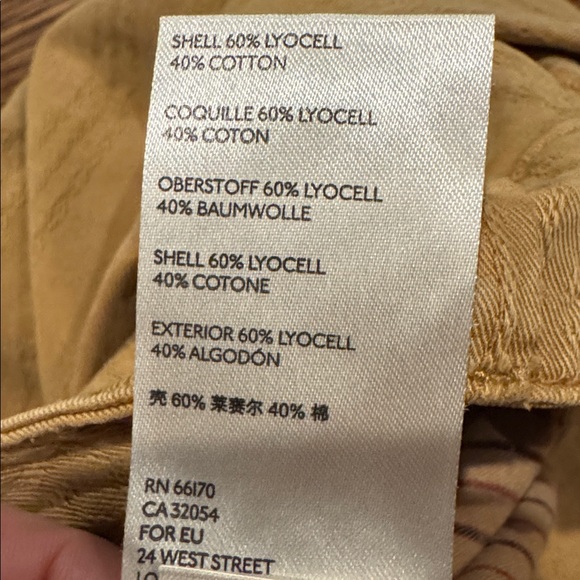 SHELL 60% LYOCELL
40% COTTON
COQUILLE 60% LYOCELL
40% COTON
OBERSTOFF 60% LYOCELL
40% BAUMWOLLE
SHELL 60% LYOCELL
40% COTONE
EXTERIOR 60% LYOCELL
40% ALGODÓN
壳 60% 莱赛尔 40% 棉
RN 66170
CA 32054
FOR EU
24 WEST STREET